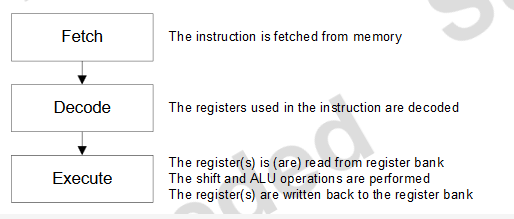 Fetch
The instruction is fetched from memory
Decode
The registers used in the instruction are decoded
Execute
The register(s) is (are) read from register bank
The shift and ALU operations are performed
The register(s) are written back to the register bank